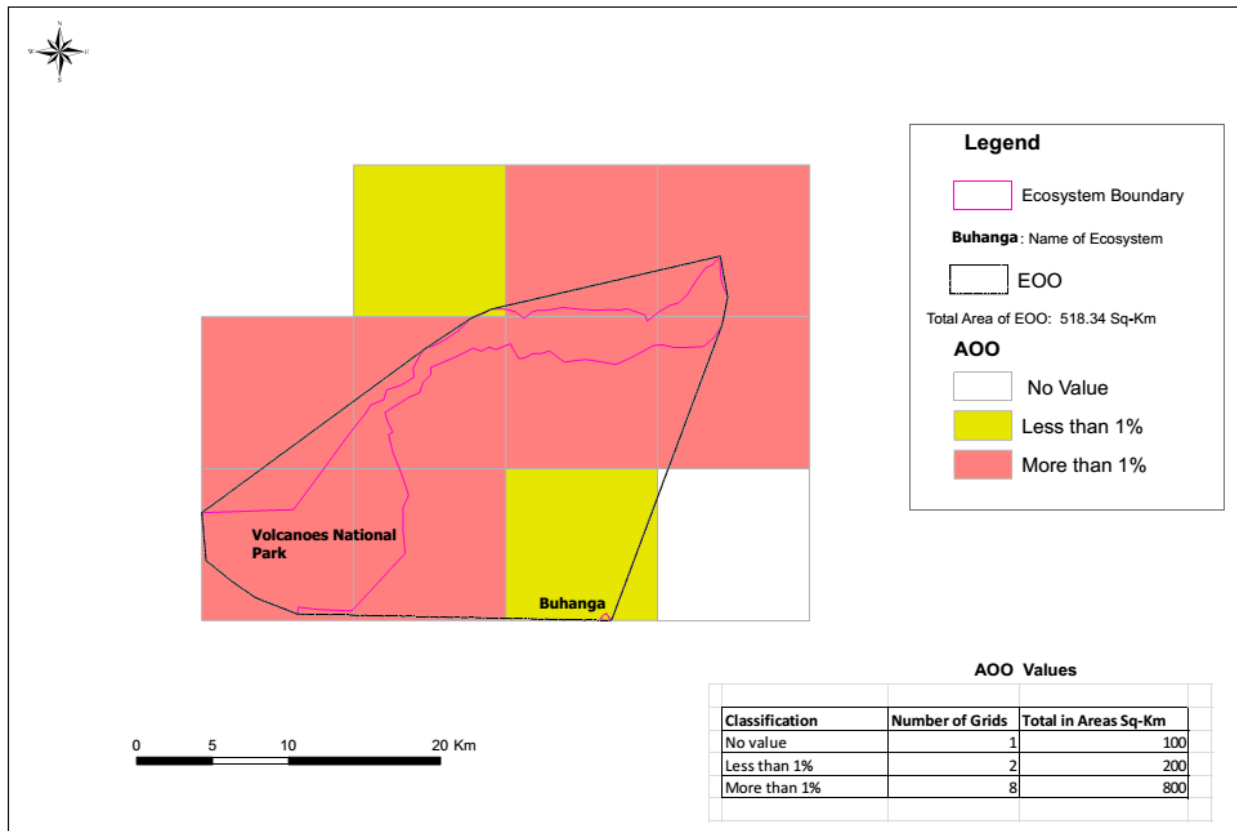 N
W
E
S
Legend
Ecosystem Boundary
Buhanga : Name of Ecosystem
EOO
Total Area of EOO: 518.34 Sq-Km
AOO
No Value
Less than 1%
More than 1%
Volcanoes National
Park
Buhanga
0 5 10 20 Km
AOO Values
Classification Number of Grids Total in Areas Sq-Km
No value 1 100
Less than 1% 2 200
More than 1% 8 800